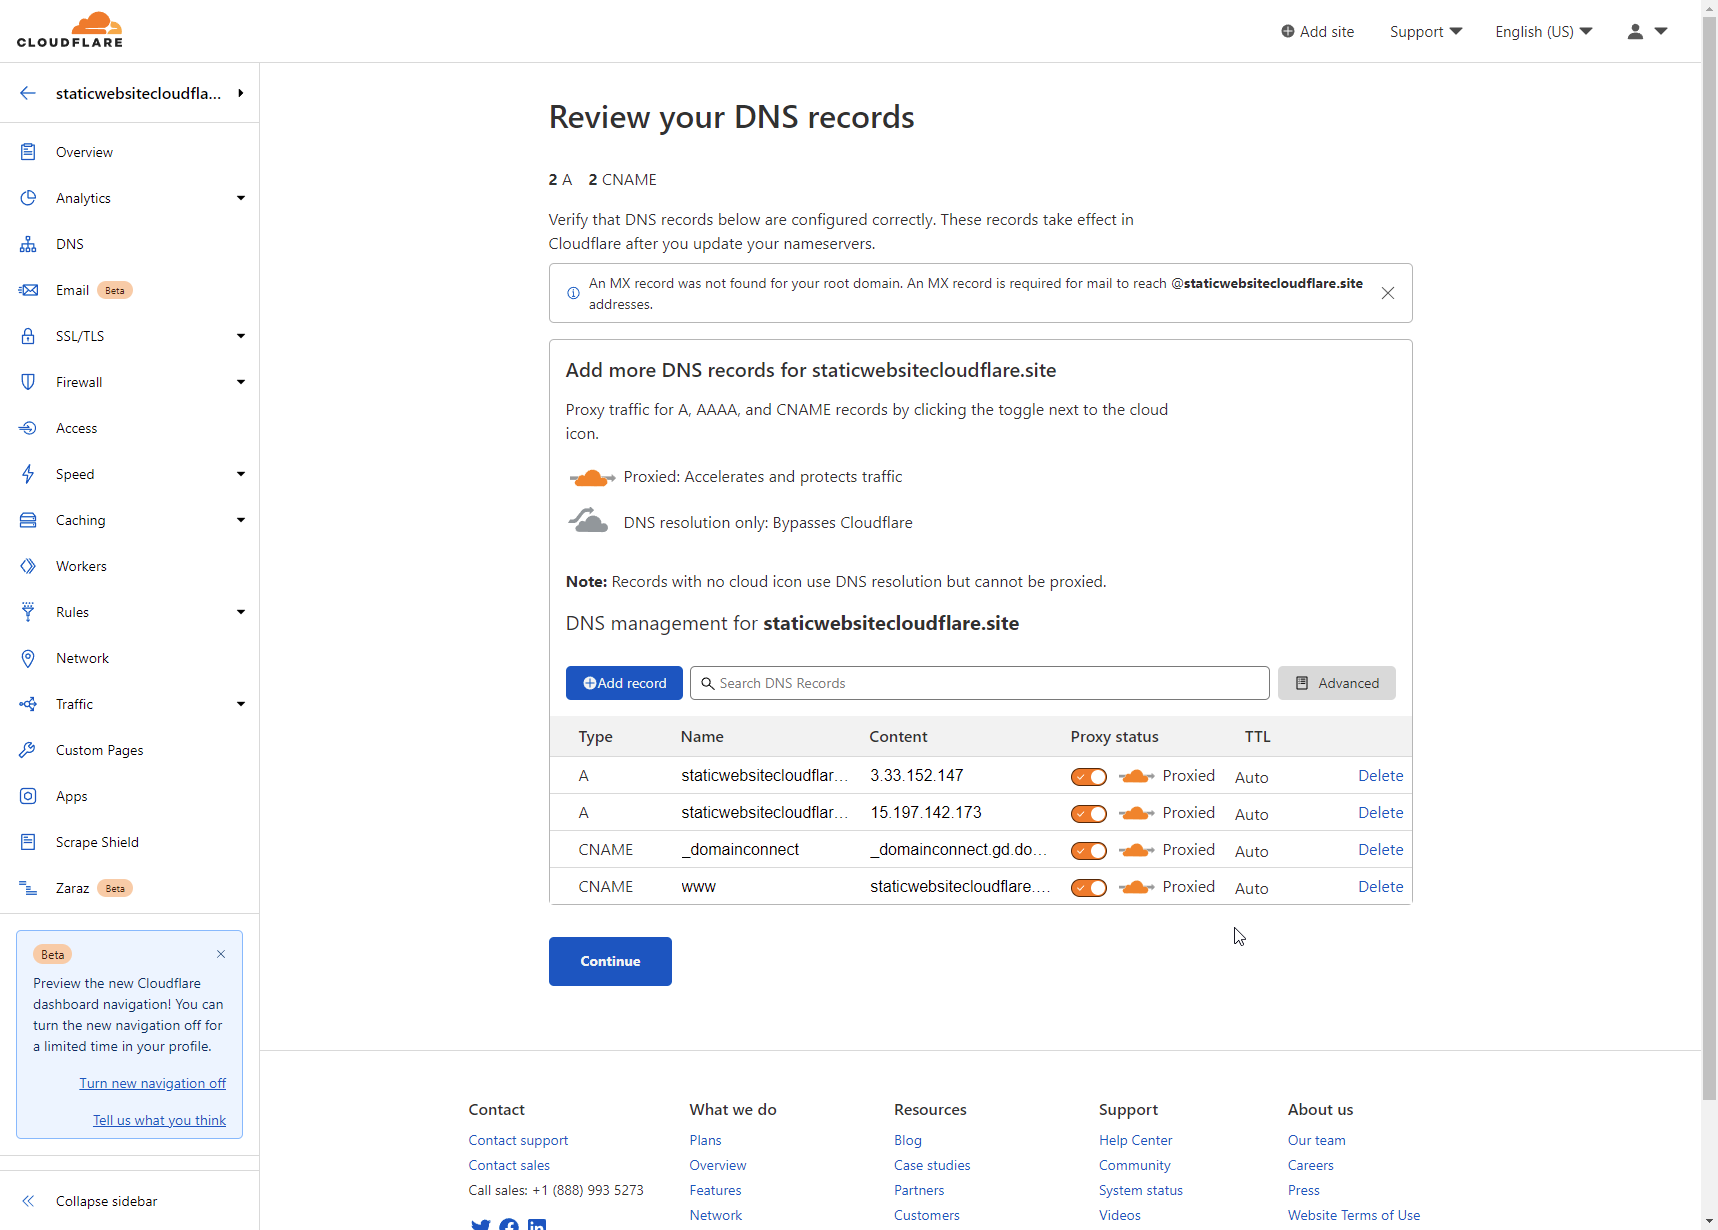 CLOUDFLARE
Add site
Support
English (US)
staticwebsitecloudfla...
Overview
Analytics
DNS
Email Beta
SSL/TLS
Firewall
Access
Speed
Caching
Workers
Rules
Network
Traffic
Custom Pages
Apps
Scrape Shield
Zaraz Beta
Beta
Preview the new Cloudflare
dashboard navigation! You can
turn the new navigation off for
a limited time in your profile.
Turn new navigation off
Tell us what you think
Collapse sidebar
Review your DNS records
2 A 2 CNAME
Verify that DNS records below are configured correctly. These records take effect in
Cloudflare after you update your nameservers.
An MX record was not found for your root domain. An MX record is required for mail to reach @staticwebsitecloudflare.site
addresses.
Add more DNS records for staticwebsitecloudflare.site
Proxy traffic for A, AAAA, and CNAME records by clicking the toggle next to the cloud
icon.
Proxied: Accelerates and protects traffic
DNS resolution only: Bypasses Cloudflare
Note: Records with no cloud icon use DNS resolution but cannot be proxied.
DNS management for staticwebsitecloudflare.site
Add record
Search DNS Records
Advanced
Type Name Content Proxy status TTL
A staticwebsitecloudflar... 3.33.152.147 Proxied Auto Delete
A staticwebsitecloudflar... 15.197.142.173 Proxied Auto Delete
CNAME _domainconnect _domainconnect.gd.do... Proxied Auto Delete
CNAME www staticwebsitecloudflare.... Proxied Auto Delete
Continue
Contact
Contact support
Contact sales
Call sales: +1 (888) 993 5273
What we do
Plans
Overview
Features
Network
Resources
Blog
Case studies
Partners
Customers
Support
Help Center
Community
System status
Videos
About us
Our team
Careers
Press
Website Terms of Use